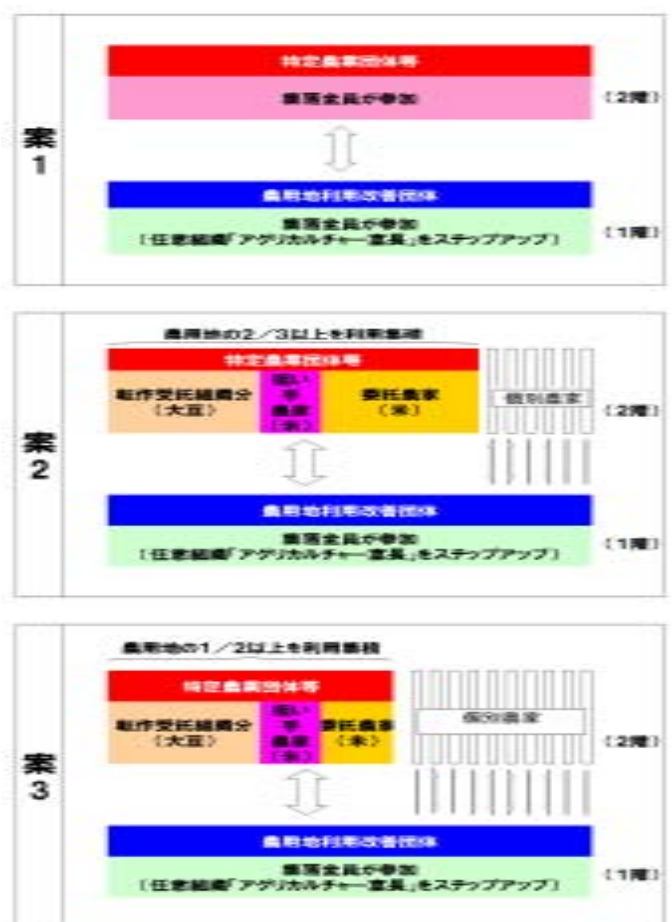 案1
特定農業団体等
集落全員が参加
(2階)
農用地利用改善団体
集落全員が参加
(1階)
[任意組織「アグリカルチャー富長」をステップアップ]
案2
農用地の2/3以上を利用集積
特定農業団体等
転作受託組織分
(大豆)
担い手農家
(米)
委託農家
(米)
個別農家
(2階)
農用地利用改善団体
集落全員が参加
(1階)
[任意組織「アグリカルチャー富長」をステップアップ]
案3
農用地の1/2以上を利用集積
特定農業団体等
転作受託組織分
(大豆)
担い手農家
(米)
委託農家
(米)
個別農家
(2階)
農用地利用改善団体
集落全員が参加
(1階)
[任意組織「アグリカルチャー富長」をステップアップ]